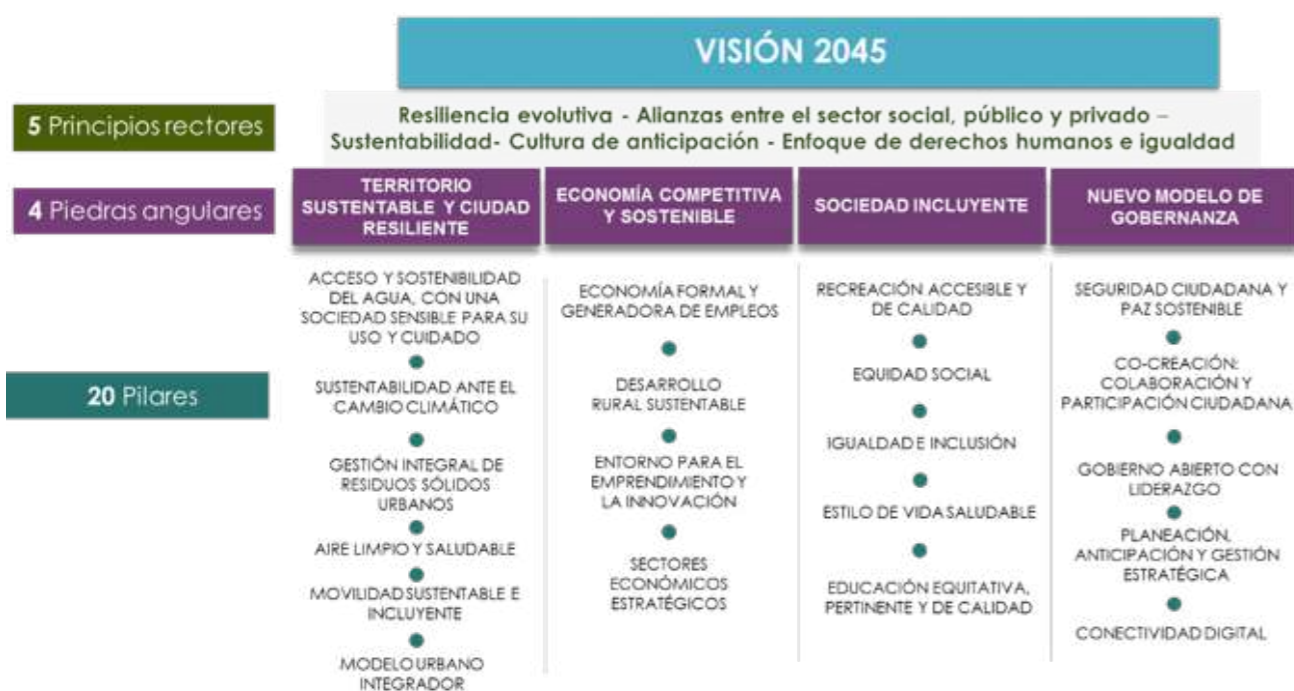 VISIÓN 2045
5 Principios rectores
Resiliencia evolutiva - Alianzas entre el sector social, público y privado –
Sustentabilidad- Cultura de anticipación - Enfoque de derechos humanos e igualdad
4 Piedras angulares
TERRITORIO
SUSTENTABLE Y CIUDAD
RESILIENTE
ECONOMÍA COMPETITIVA
Y SOSTENIBLE
SOCIEDAD INCLUYENTE
NUEVO MODELO DE
GOBERNANZA
20 Pilares
ACCESO Y SOSTENIBILIDAD
DEL AGUA, CON UNA
SOCIEDAD SENSIBLE PARA SU
USO Y CUIDADO
SUSTENTABILIDAD ANTE EL
CAMBIO CLIMÁTICO
GESTIÓN INTEGRAL DE
RESIDUOS SÓLIDOS
URBANOS
AIRE LIMPIO Y SALUDABLE
MOVILIDAD SUSTENTABLE E
INCLUYENTE
MODELO URBANO
INTEGRADOR
ECONOMÍA FORMAL Y
GENERADORA DE EMPLEOS
DESARROLLO
RURAL SUSTENTABLE
ENTORNO PARA EL
EMPRENDIMIENTO Y
LA INNOVACIÓN
SECTORES
ECONÓMICOS
ESTRATÉGICOS
RECREACIÓN ACCESIBLE Y
DE CALIDAD
EQUIDAD SOCIAL
IGUALDAD E INCLUSIÓN
ESTILO DE VIDA SALUDABLE
EDUCACIÓN EQUITATIVA,
PERTINENTE Y DE CALIDAD
SEGURIDAD CIUDADANA Y
PAZ SOSTENIBLE
CO-CREACIÓN:
COLABORACIÓN Y
PARTICIPACIÓN CIUDADANA
GOBIERNO ABIERTO CON
LIDERAZGO
PLANEACIÓN,
ANTICIPACIÓN Y GESTIÓN
ESTRATÉGICA
CONECTIVIDAD DIGITAL